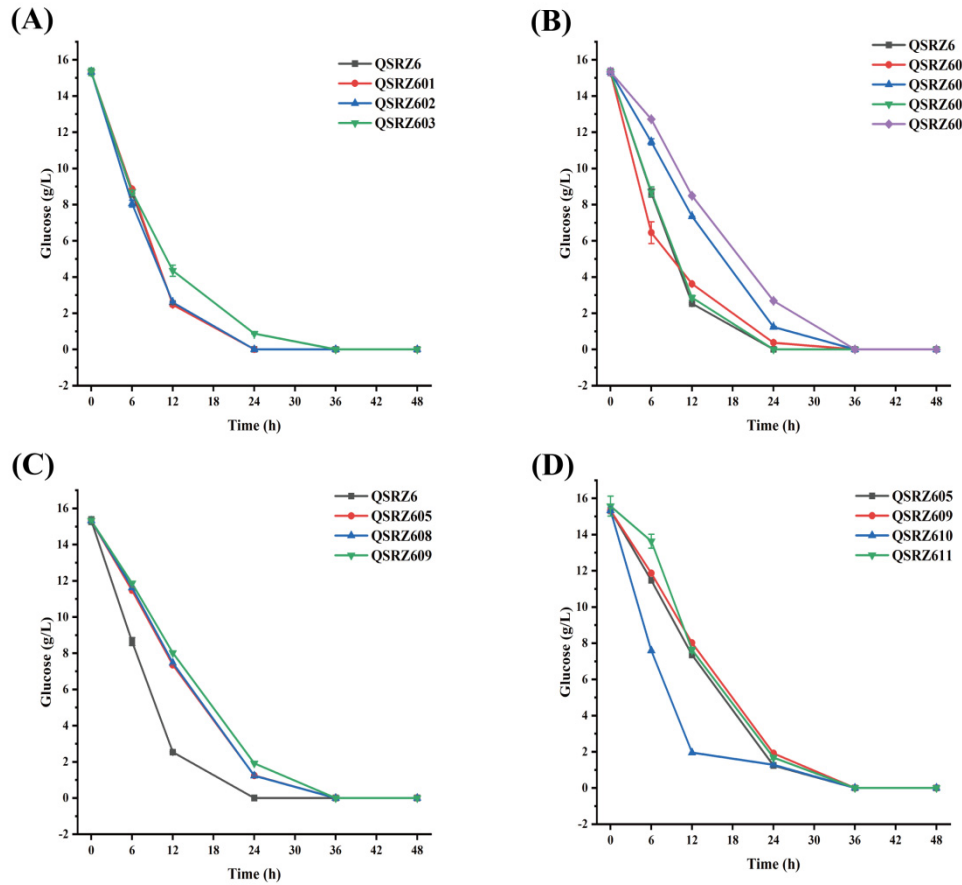 (A)
QSRZ6
QSRZ601
QSRZ602
QSRZ603
Glucose (g/L)
16
14
12
10
8
6
4
2
0
-2
0 6 12 18 24 30 36 42 48
Time (h)
(B)
QSRZ6
QSRZ60
QSRZ60
QSRZ60
QSRZ60
Glucose (g/L)
16
14
12
10
8
6
4
2
0
-2
0 6 12 18 24 30 36 42 48
Time (h)
(C)
QSRZ6
QSRZ605
QSRZ608
QSRZ609
Glucose (g/L)
16
14
12
10
8
6
4
2
0
-2
0 6 12 18 24 30 36 42 48
Time (h)
(D)
QSRZ605
QSRZ609
QSRZ610
QSRZ611
Glucose (g/L)
16
14
12
10
8
6
4
2
0
-2
0 6 12 18 24 30 36 42 48
Time (h)